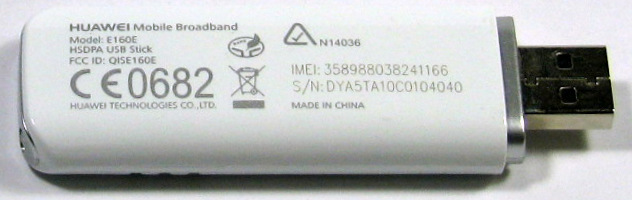 HUAWEI Mobile Broadband
Model: E160E
HSDPA USB Stick
FCC ID: QISE160E
CE0682
HUAWEI TECHNOLOGIES CO.,LTD.
N14036
IMEI: 358988038241166
S/N: DYA5TA10C0104040
MADE IN CHINA